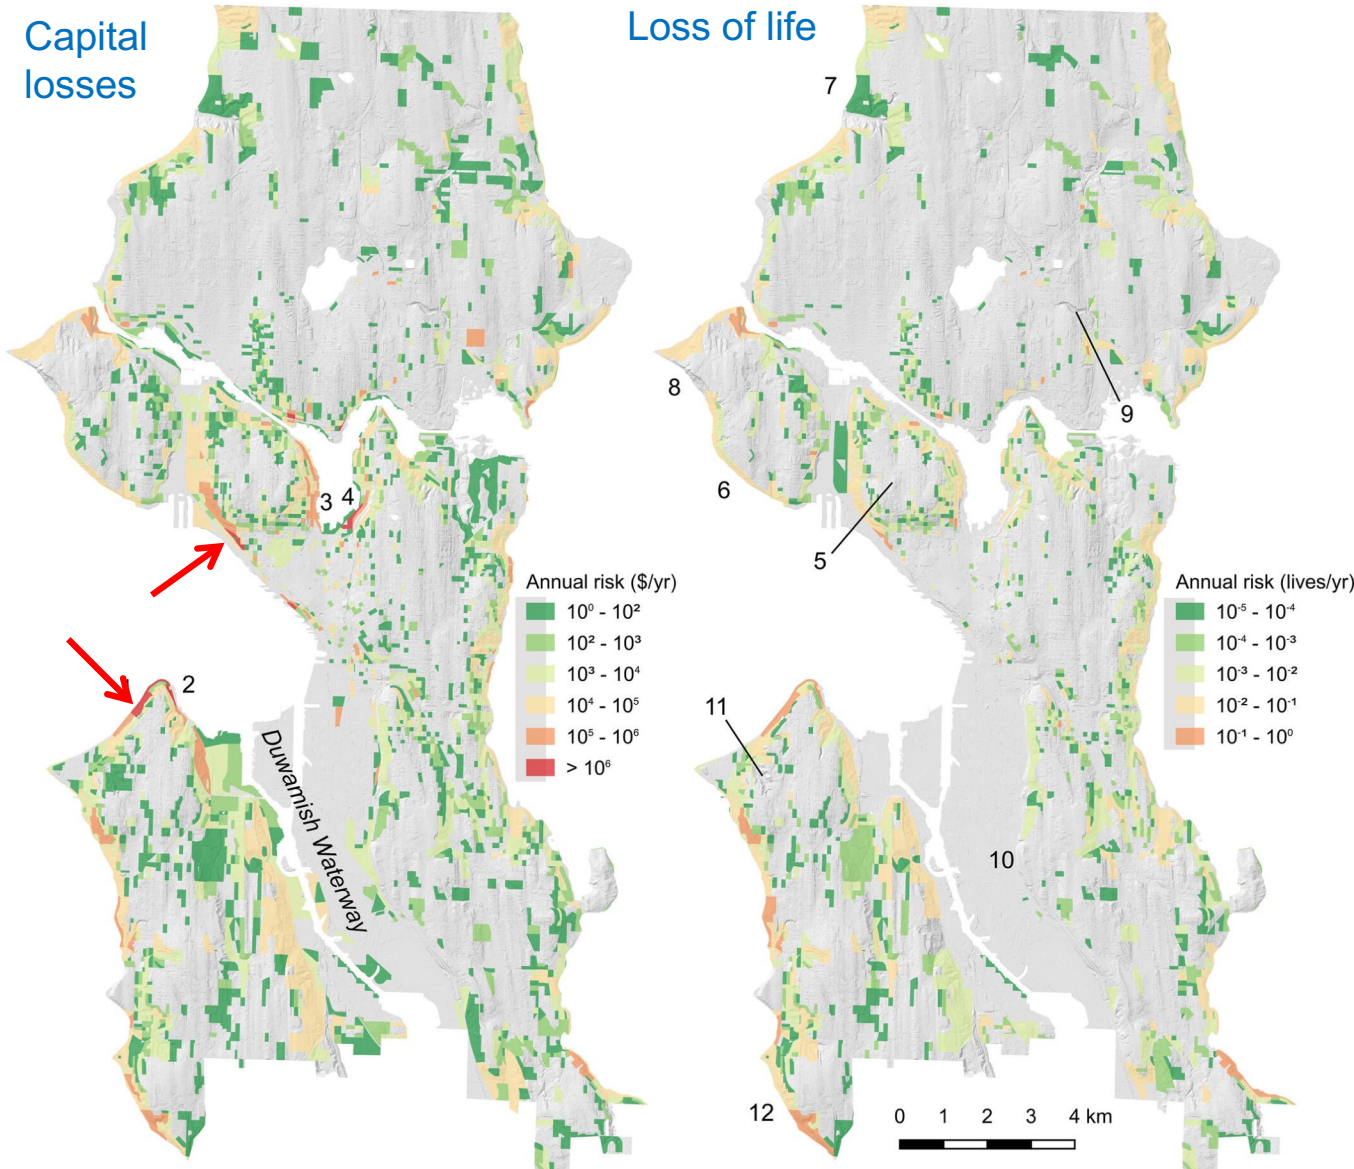 Capital
losses
Loss of life
7
8
9
6
3 4
5
Annual risk ($/yr)
10⁰ - 10²
10² - 10³
10³ - 10⁴
10⁴ - 10⁵
10⁵ - 10⁶
> 10⁶
Annual risk (lives/yr)
10⁻⁵ - 10⁻⁴
10⁻⁴ - 10⁻³
10⁻³ - 10⁻²
10⁻² - 10⁻¹
10⁻¹ - 10⁰
2
11
Duwamish Waterway
10
12
0 1 2 3 4 km